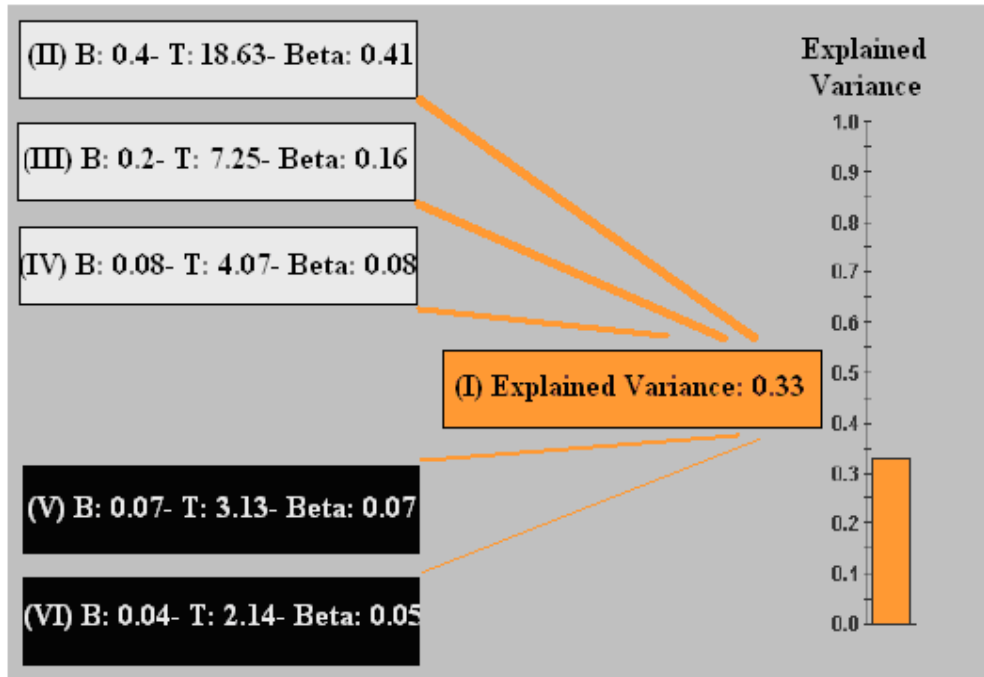 (II) B: 0.4- T: 18.63- Beta: 0.41
(III) B: 0.2- T: 7.25- Beta: 0.16
(IV) B: 0.08- T: 4.07- Beta: 0.08
(I) Explained Variance: 0.33
(V) B: 0.07- T: 3.13- Beta: 0.07
(VI) B: 0.04- T: 2.14- Beta: 0.05
Explained
Variance
1.0
0.9
0.8
0.7
0.6
0.5
0.4
0.3
0.2
0.1
0.0